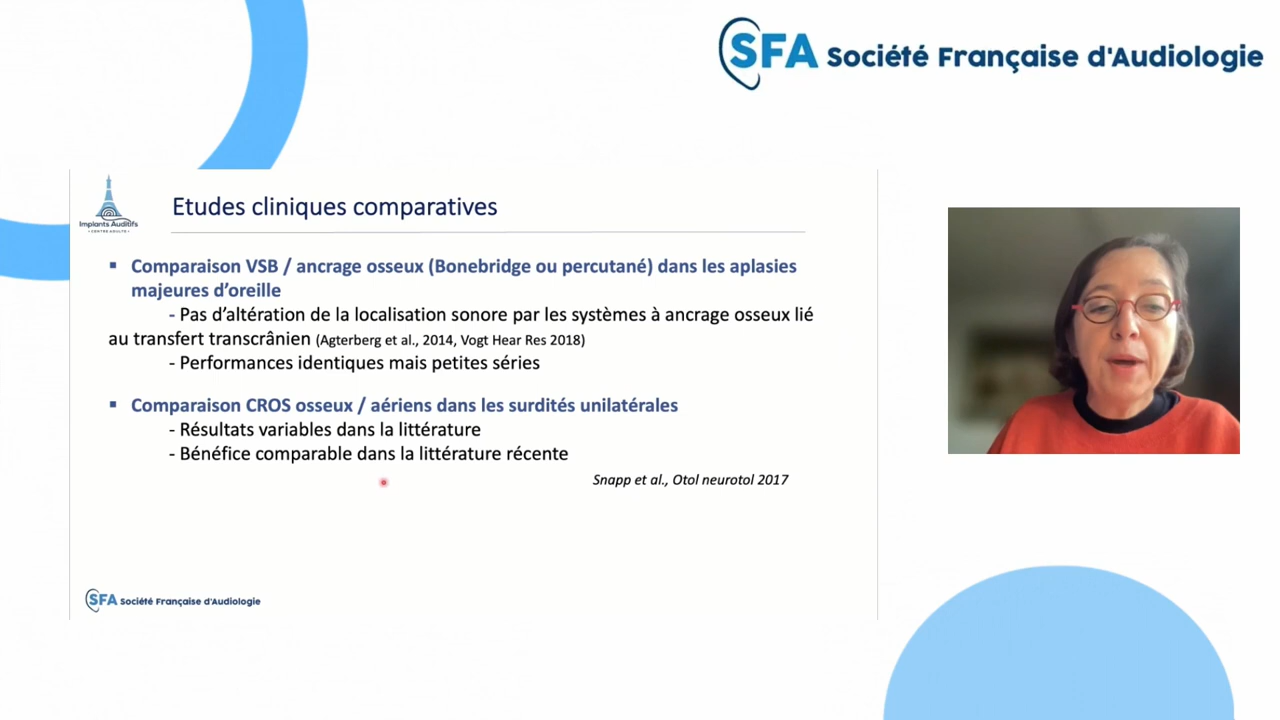 SFA Société Française d'Audiologie
Implants Auditifs
• CENTRE ADULTE •
Etudes cliniques comparatives
▪ Comparaison VSB / ancrage osseux (Bonebridge ou percutané) dans les aplasies
majeures d’oreille
- Pas d’altération de la localisation sonore par les systèmes à ancrage osseux lié
au transfert transcrânien (Agterberg et al., 2014, Vogt Hear Res 2018)
- Performances identiques mais petites séries
▪ Comparaison CROS osseux / aériens dans les surdités unilatérales
- Résultats variables dans la littérature
- Bénéfice comparable dans la littérature récente
Snapp et al., Otol neurotol 2017
SFA Société Française d'Audiologie